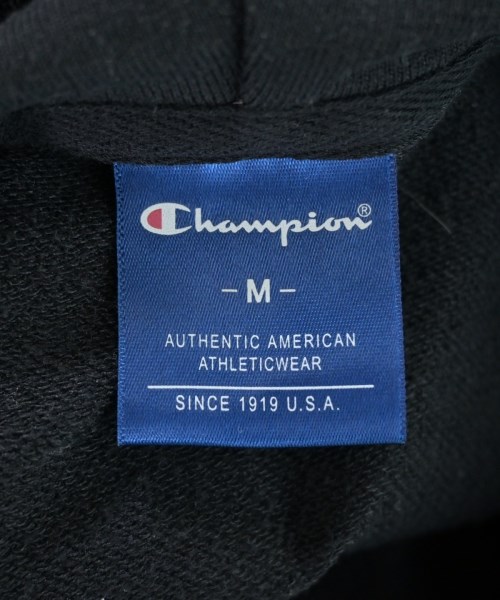 Champion®
- M -
AUTHENTIC AMERICAN
ATHLETICWEAR
SINCE 1919 U.S.A.